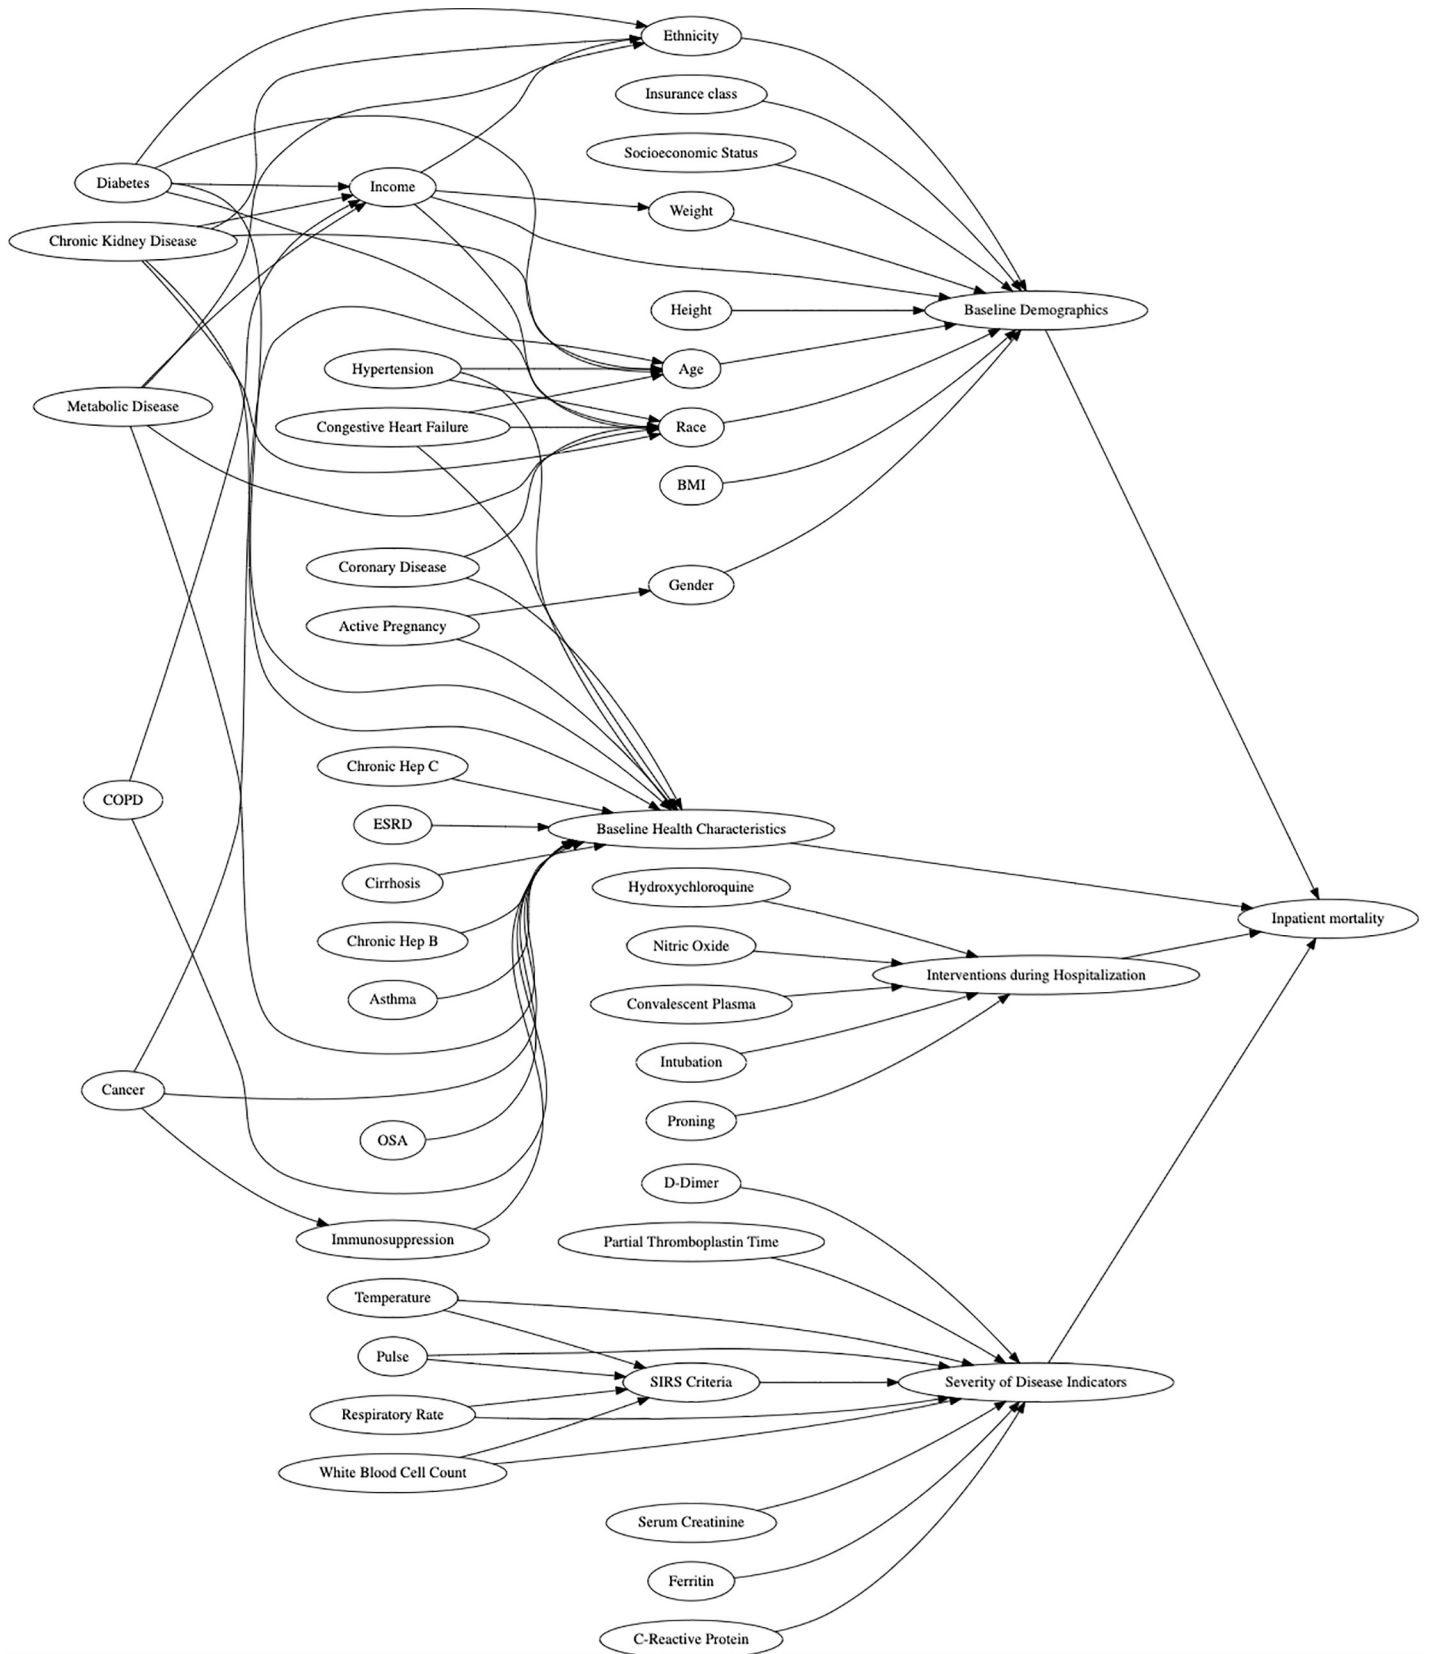 Ethnicity
Insurance class
Socioeconomic Status
Diabetes
Income
Weight
Chronic Kidney Disease
Height
Baseline Demographics
Hypertension
Age
Metabolic Disease
Congestive Heart Failure
Race
BMI
Coronary Disease
Gender
Active Pregnancy
Chronic Hep C
COPD
ESRD
Baseline Health Characteristics
Cirrhosis
Hydroxychloroquine
Inpatient mortality
Chronic Hep B
Nitric Oxide
Interventions during Hospitalization
Asthma
Convalescent Plasma
Intubation
Cancer
Proning
OSA
D-Dimer
Immunosuppression
Partial Thromboplastin Time
Temperature
Pulse
SIRS Criteria
Severity of Disease Indicators
Respiratory Rate
White Blood Cell Count
Serum Creatinine
Ferritin
C-Reactive Protein